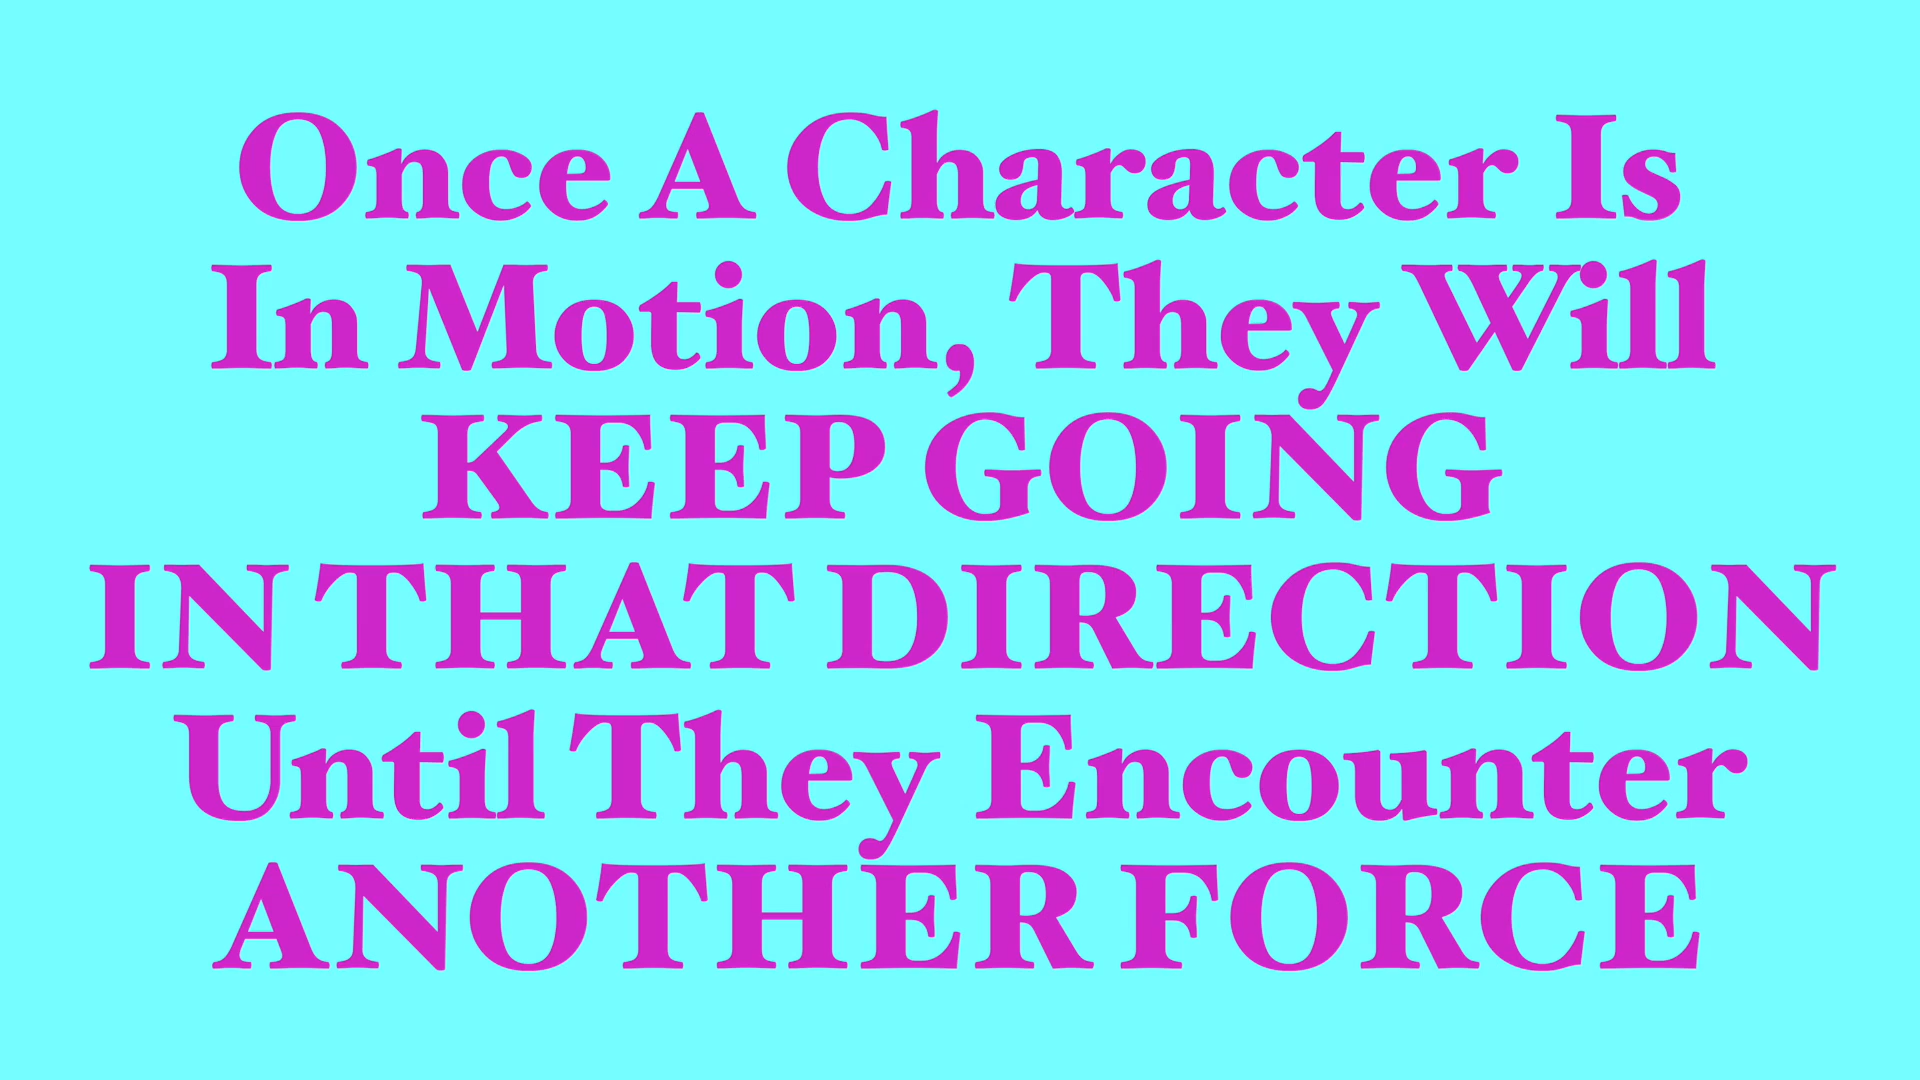 Once A Character Is
In Motion, They Will
KEEP GOING
IN THAT DIRECTION
Until They Encounter
ANOTHER FORCE